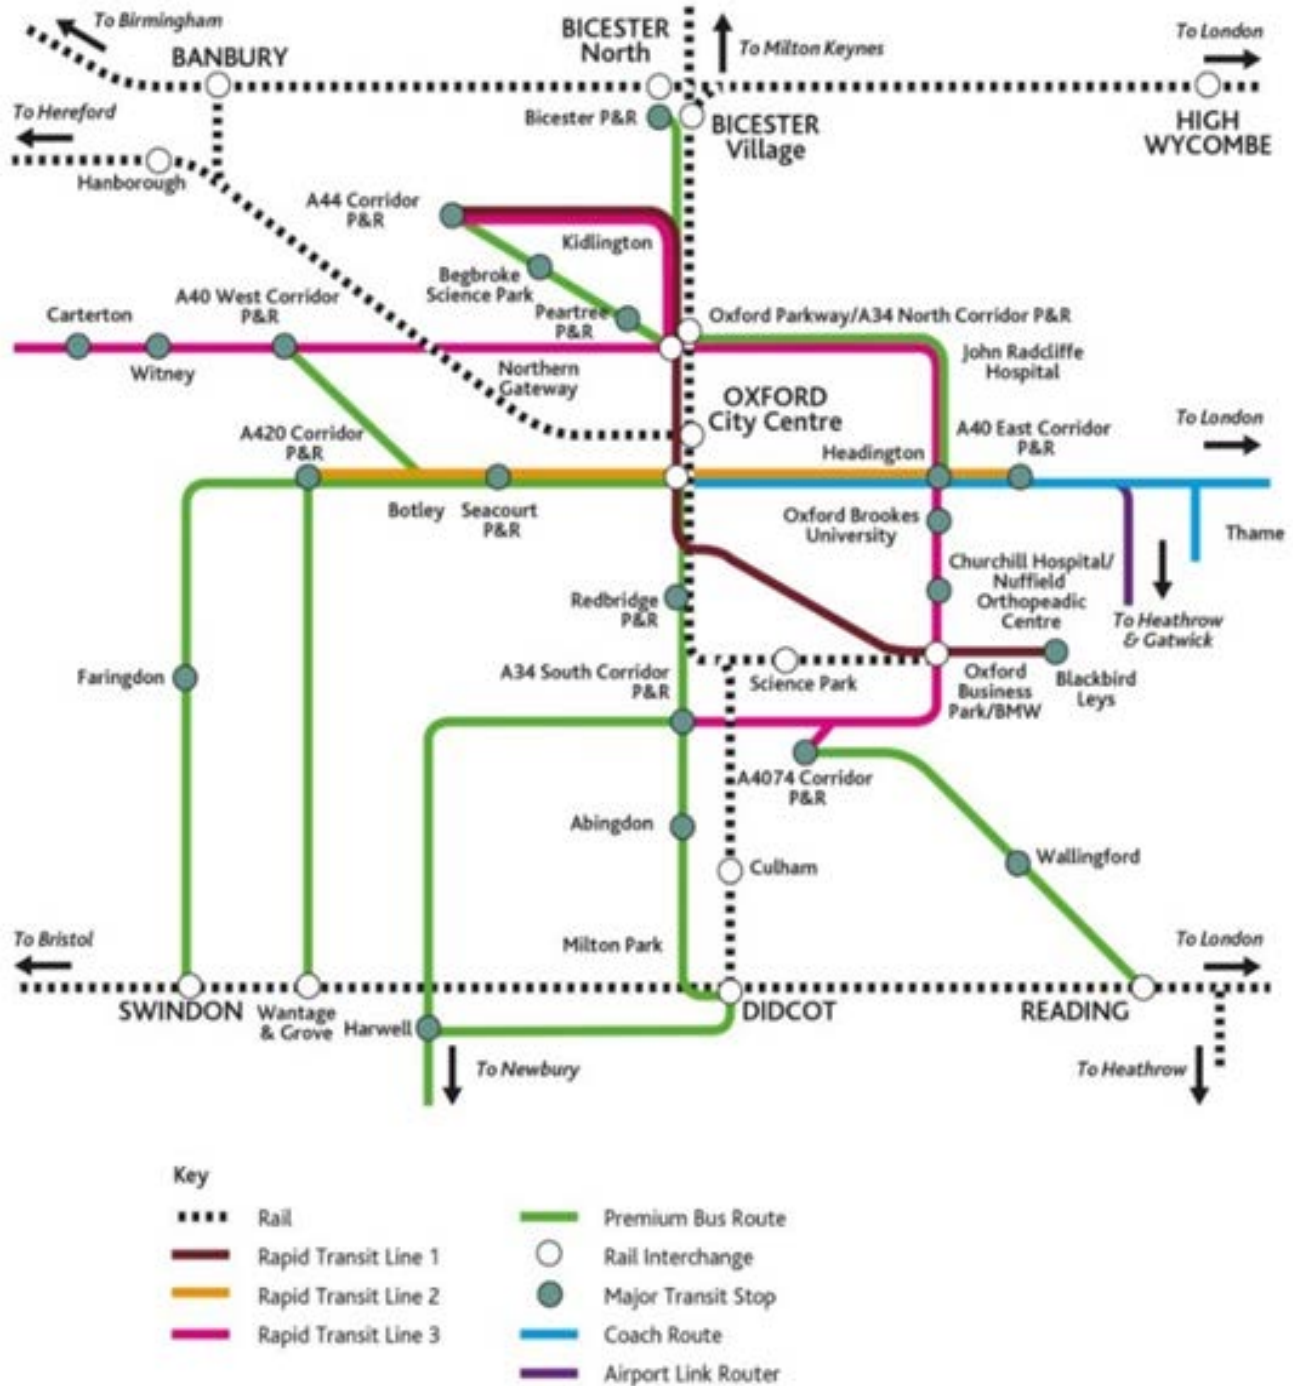 To Birmingham
BICESTER
North
To Milton Keynes
To London
BANBURY
To Hereford
Bicester P&R
BICESTER
Village
HIGH
WYCOMBE
Hanborough
A44 Corridor
P&R
Kidlington
Begbroke
Science Park
A40 West Corridor
P&R
Carterton
Peartree
P&R
Oxford Parkway/A34 North Corridor P&R
Witney
Northern
Gateway
John Radcliffe
Hospital
OXFORD
City Centre
A420 Corridor
P&R
Headington
A40 East Corridor
P&R
To London
Botley
Seacourt
P&R
Oxford Brookes
University
Thame
Churchill Hospital/
Nuffield
Orthopeadic
Centre
Redbridge
P&R
To Heathrow
& Gatwick
Faringdon
A34 South Corridor
P&R
Science Park
Oxford
Business
Park/BMW
Blackbird
Leys
A4074 Corridor
P&R
Abingdon
Culham
Wallingford
To Bristol
Milton Park
To London
SWINDON
Wantage
& Grove
Harwell
DIDCOT
READING
To Newbury
To Heathrow
Key
Rail
Rapid Transit Line 1
Rapid Transit Line 2
Rapid Transit Line 3
Premium Bus Route
Rail Interchange
Major Transit Stop
Coach Route
Airport Link Router